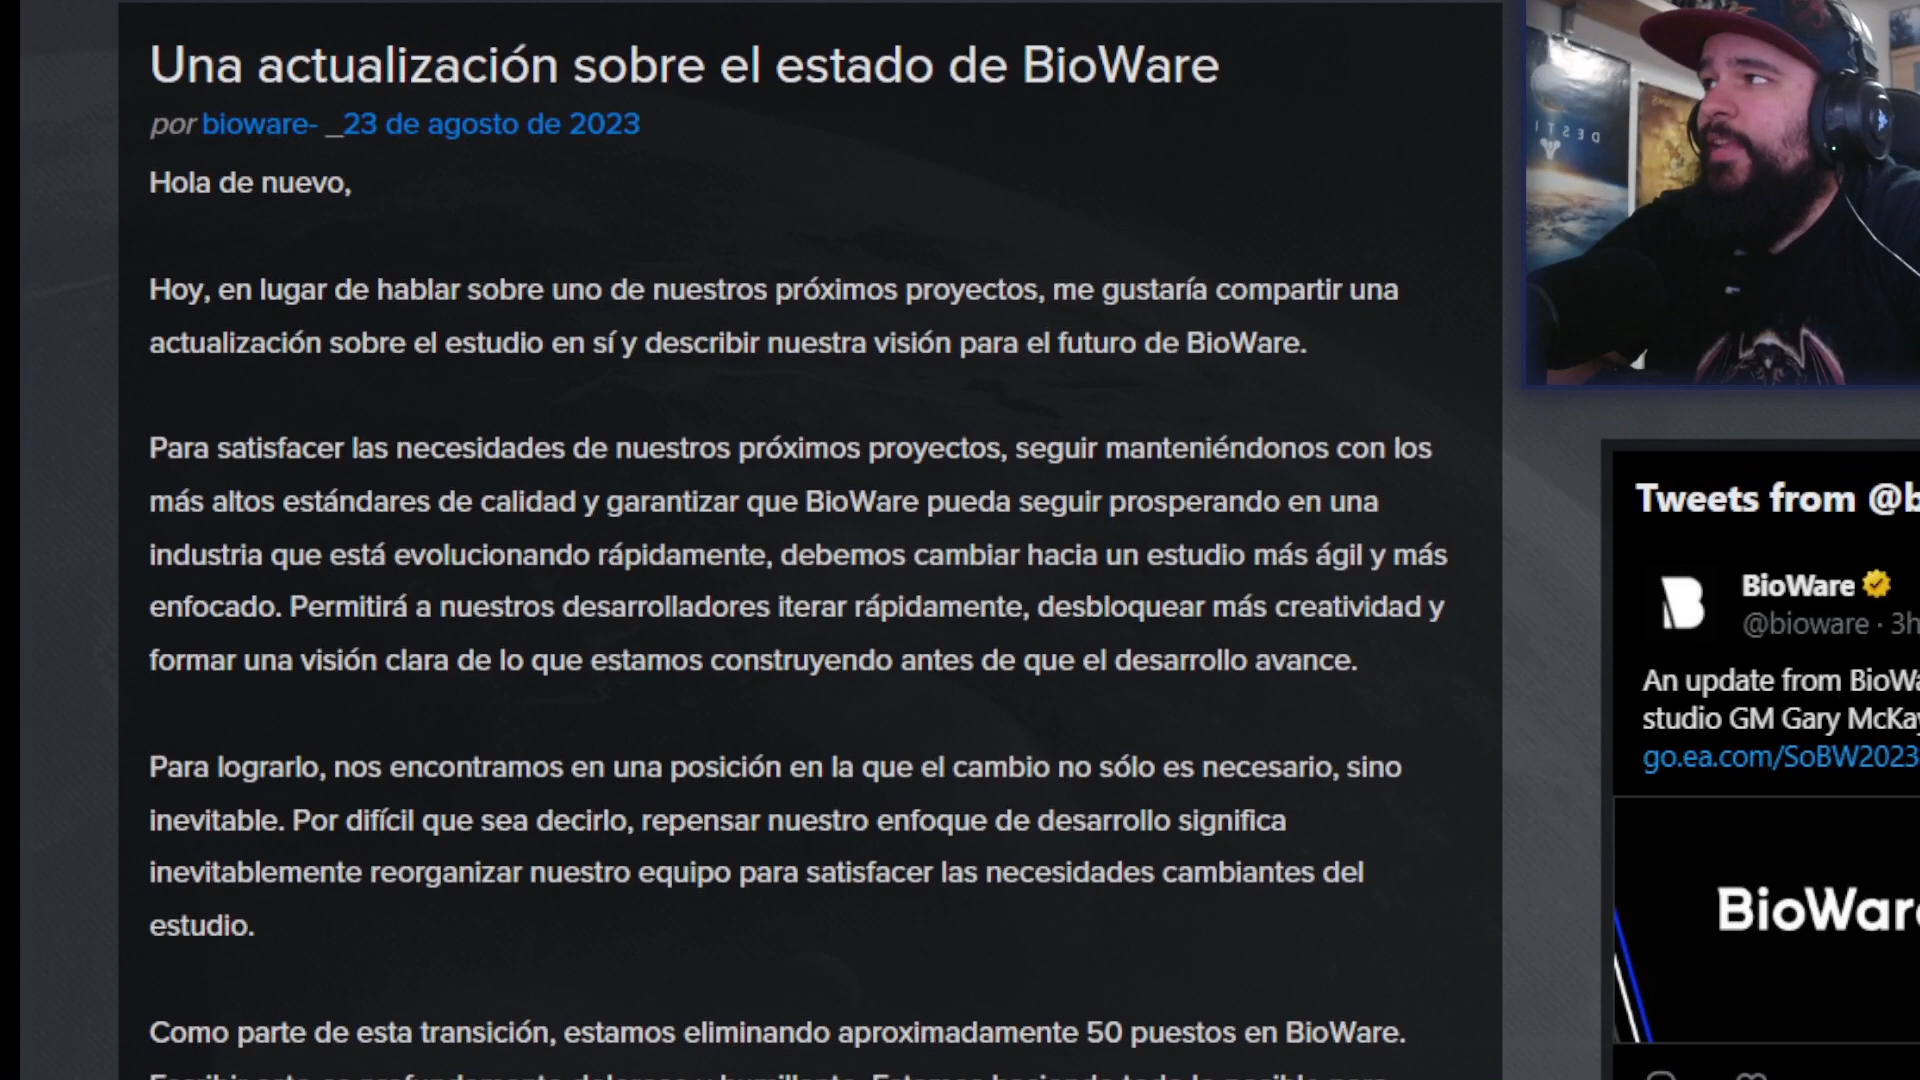 Una actualización sobre el estado de BioWare
por bioware- _23 de agosto de 2023
Hola de nuevo,
Hoy, en lugar de hablar sobre uno de nuestros próximos proyectos, me gustaría compartir una
actualización sobre el estudio en sí y describir nuestra visión para el futuro de BioWare.
Para satisfacer las necesidades de nuestros próximos proyectos, seguir manteniéndonos con los
más altos estándares de calidad y garantizar que BioWare pueda seguir prosperando en una
industria que está evolucionando rápidamente, debemos cambiar hacia un estudio más ágil y más
enfocado. Permitirá a nuestros desarrolladores iterar rápidamente, desbloquear más creatividad y
formar una visión clara de lo que estamos construyendo antes de que el desarrollo avance.
Para lograrlo, nos encontramos en una posición en la que el cambio no sólo es necesario, sino
inevitable. Por difícil que sea decirlo, repensar nuestro enfoque de desarrollo significa
inevitablemente reorganizar nuestro equipo para satisfacer las necesidades cambiantes del
estudio.
Como parte de esta transición, estamos eliminando aproximadamente 50 puestos en BioWare.
DESTI
Tweets from @b
BioWare
@bioware · 3h
An update from BioWa
studio GM Gary McKay
go.ea.com/SoBW2023
BioWare